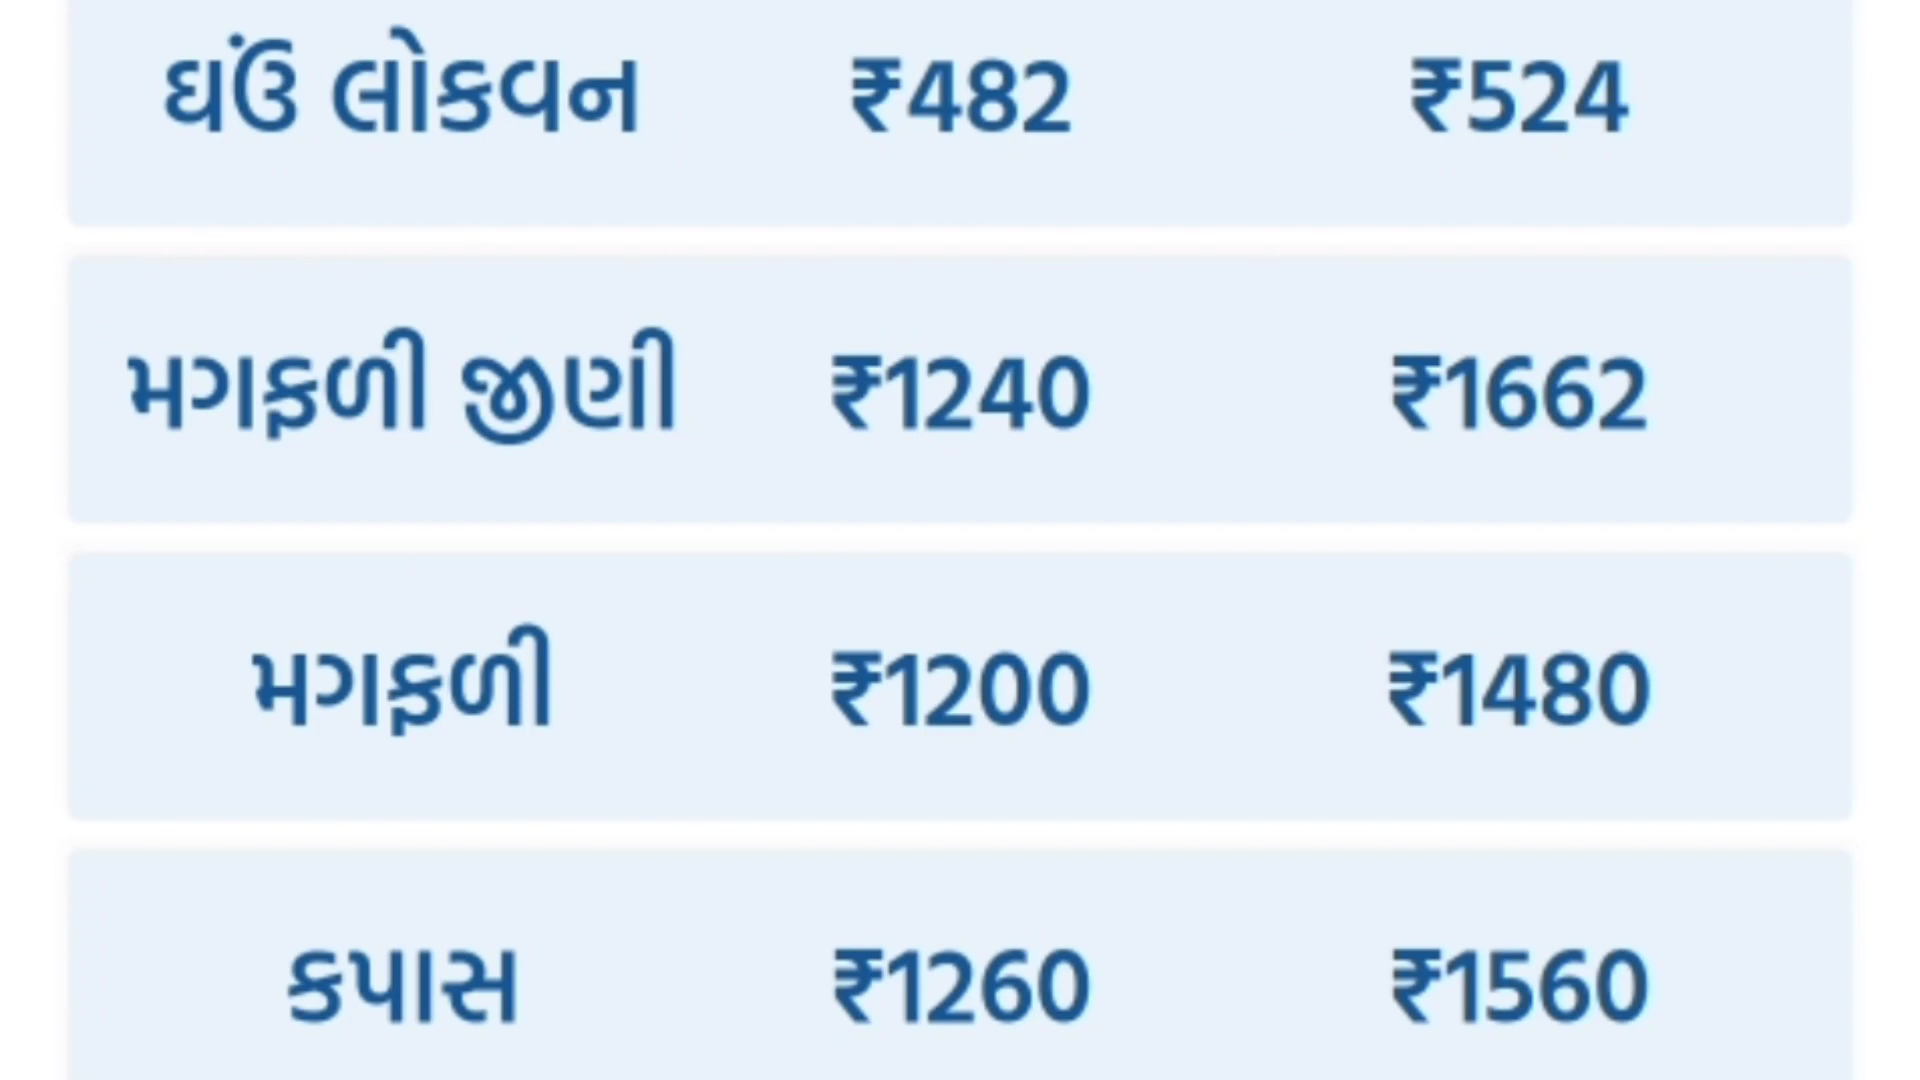 ઘઉં લોકવન ₹482 ₹524
મગફળી જીણી ₹1240 ₹1662
મગફળી ₹1200 ₹1480
કપાસ ₹1260 ₹1560